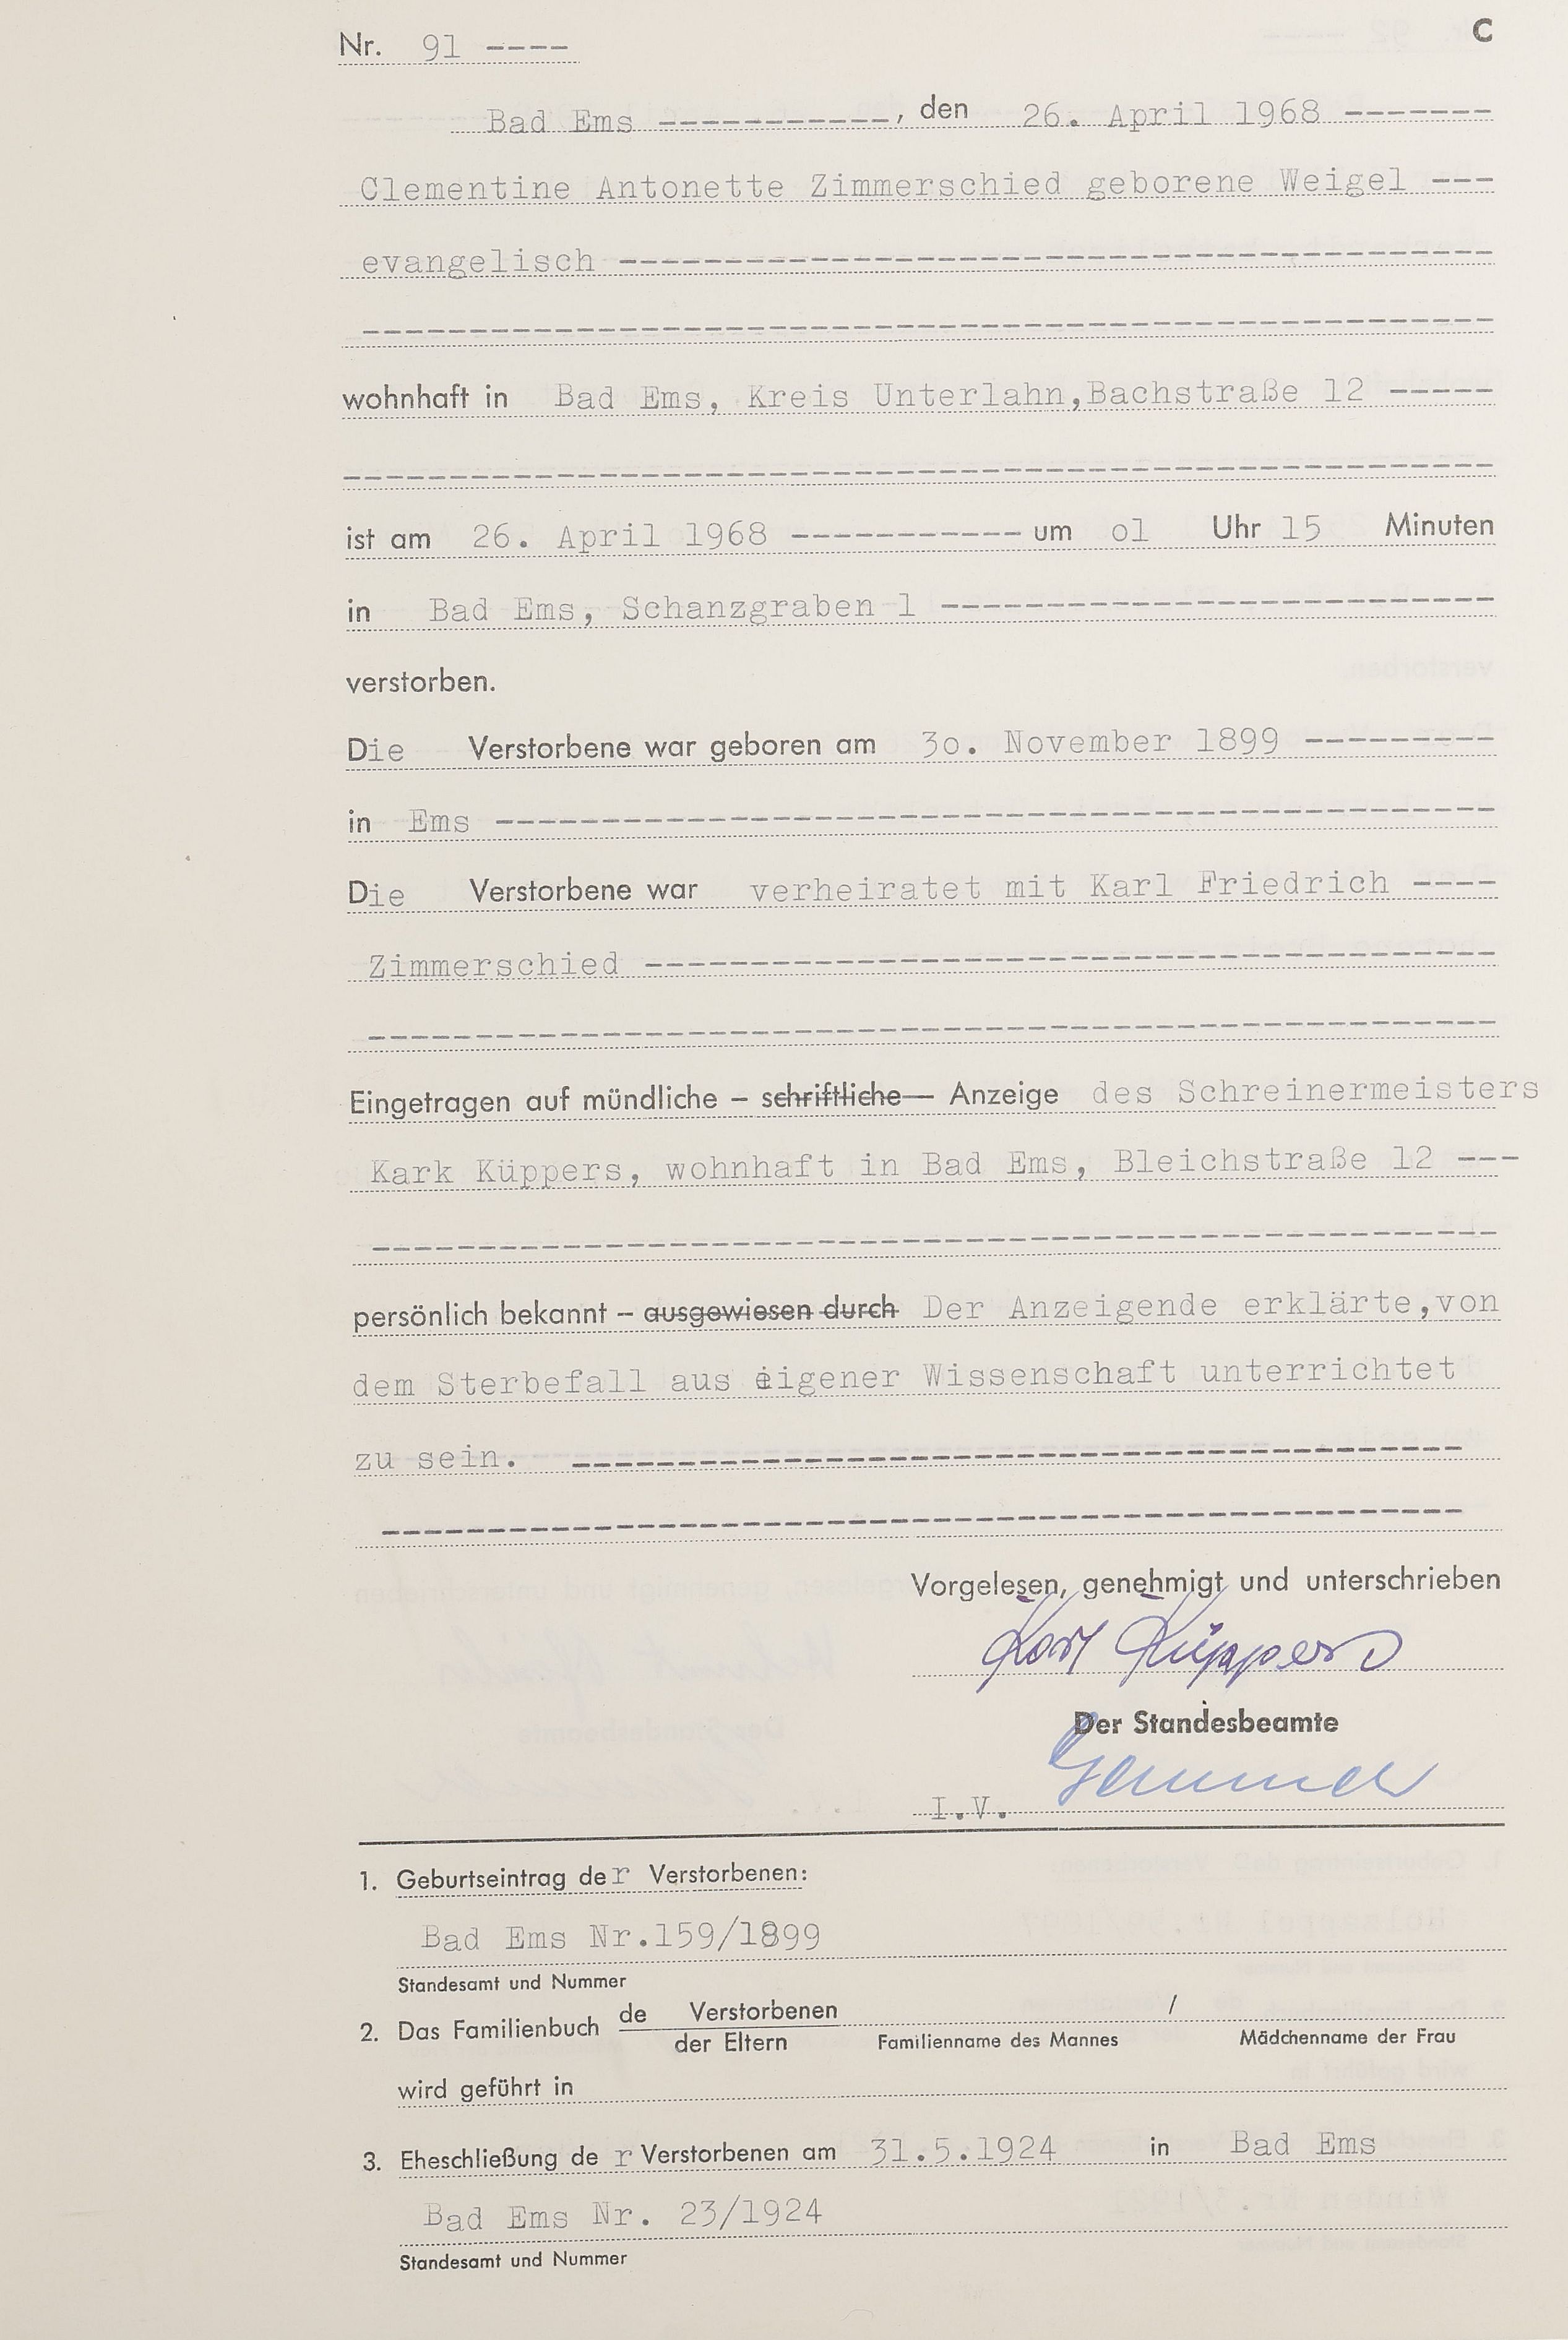 Nr. 91 ----
C
Bad Ems -----------, den 26. April 1968 -------
Clementine Antonette Zimmerschied geborene Weigel ---
evangelisch -----------------------------------------
wohnhaft in Bad Ems, Kreis Unterlahn,Bachstraße 12 -----
ist am 26. April 1968 ----------- um o1 Uhr 15 Minuten
in Bad Ems, Schanzgraben 1 --------------------------
verstorben.
Die Verstorbene war geboren am 3o. November 1899 ---------
in Ems -----------------------------------------------
Die Verstorbene war verheiratet mit Karl Friedrich ----
Zimmerschied ----------------------------------------
Eingetragen auf mündliche – schriftliche — Anzeige des Schreinermeisters
Kark Küppers, wohnhaft in Bad Ems, Bleichstraße 12 ---
persönlich bekannt – ausgewiesen durch Der Anzeigende erklärte,von
dem Sterbefall aus eigener Wissenschaft unterrichtet
zu sein. ------------------------------------------
Vorgelesen, genehmigt und unterschrieben
Karl Küppers
Der Standesbeamte
I.V.
1. Geburtseintrag der Verstorbenen:
Bad Ems Nr.159/1899
Standesamt und Nummer
2. Das Familienbuch de Verstorbenen /
der Eltern Familienname des Mannes Mädchenname der Frau
wird geführt in
3. Eheschließung de r Verstorbenen am 31.5.1924 in Bad Ems
Bad Ems Nr. 23/1924
Standesamt und Nummer